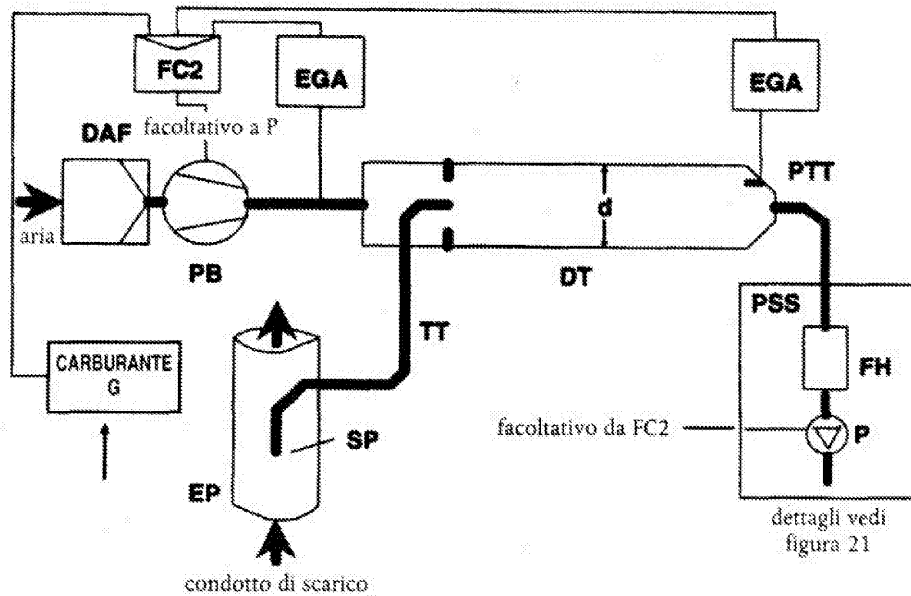 FC2
EGA
EGA
DAF
facoltativo a P
PTT
aria
d
PB
DT
PSS
TT
FH
CARBURANTE
G
SP
facoltativo da FC2
P
EP
dettagli vedi
figura 21
condotto di scarico